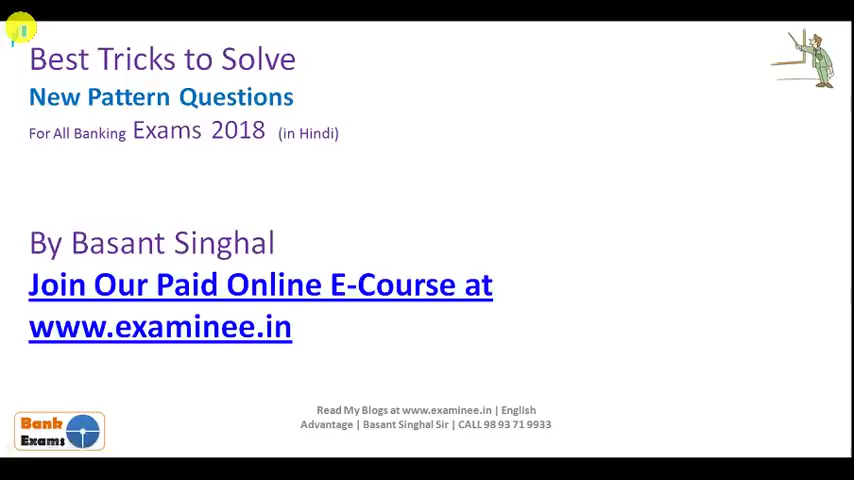 Best Tricks to Solve
New Pattern Questions
For All Banking Exams 2018 (in Hindi)
By Basant Singhal
Join Our Paid Online E-Course at
www.examinee.in
Read My Blogs at www.examinee.in | English
Advantage | Basant Singhal Sir | CALL 98 93 71 9933
Bank
Exams